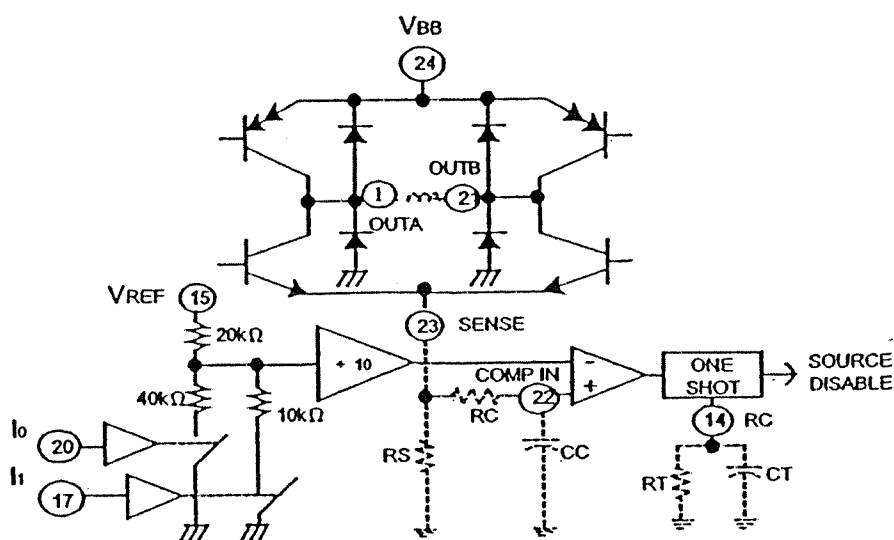 VBB
24
OUTB
1
2
OUTA
VREF
15
20kΩ
23 SENSE
÷ 10
COMP IN
−
+
ONE
SHOT
SOURCE
DISABLE
40kΩ
10kΩ
RC
22
14 RC
I0
20
RS
CC
RT
CT
I1
17